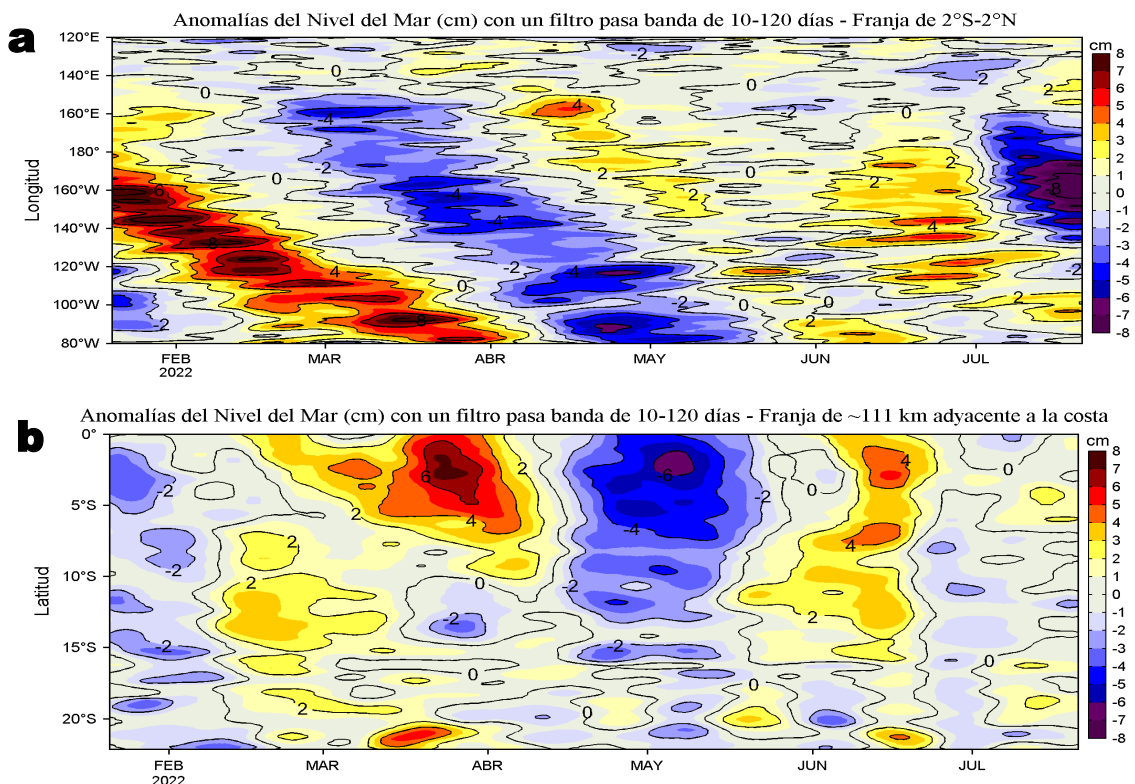 a
Anomalías del Nivel del Mar (cm) con un filtro pasa banda de 10-120 días - Franja de 2°S-2°N
Longitud
120°E
140°E
160°E
180°
160°W
140°W
120°W
100°W
80°W
FEB
2022
MAR
ABR
MAY
JUN
JUL
cm
8
7
6
5
4
3
2
1
0
-1
-2
-3
-4
-5
-6
-7
-8
b
Anomalías del Nivel del Mar (cm) con un filtro pasa banda de 10-120 días - Franja de ~111 km adyacente a la costa
Latitud
0°
5°S
10°S
15°S
20°S
FEB
2022
MAR
ABR
MAY
JUN
JUL
cm
8
7
6
5
4
3
2
1
0
-1
-2
-3
-4
-5
-6
-7
-8